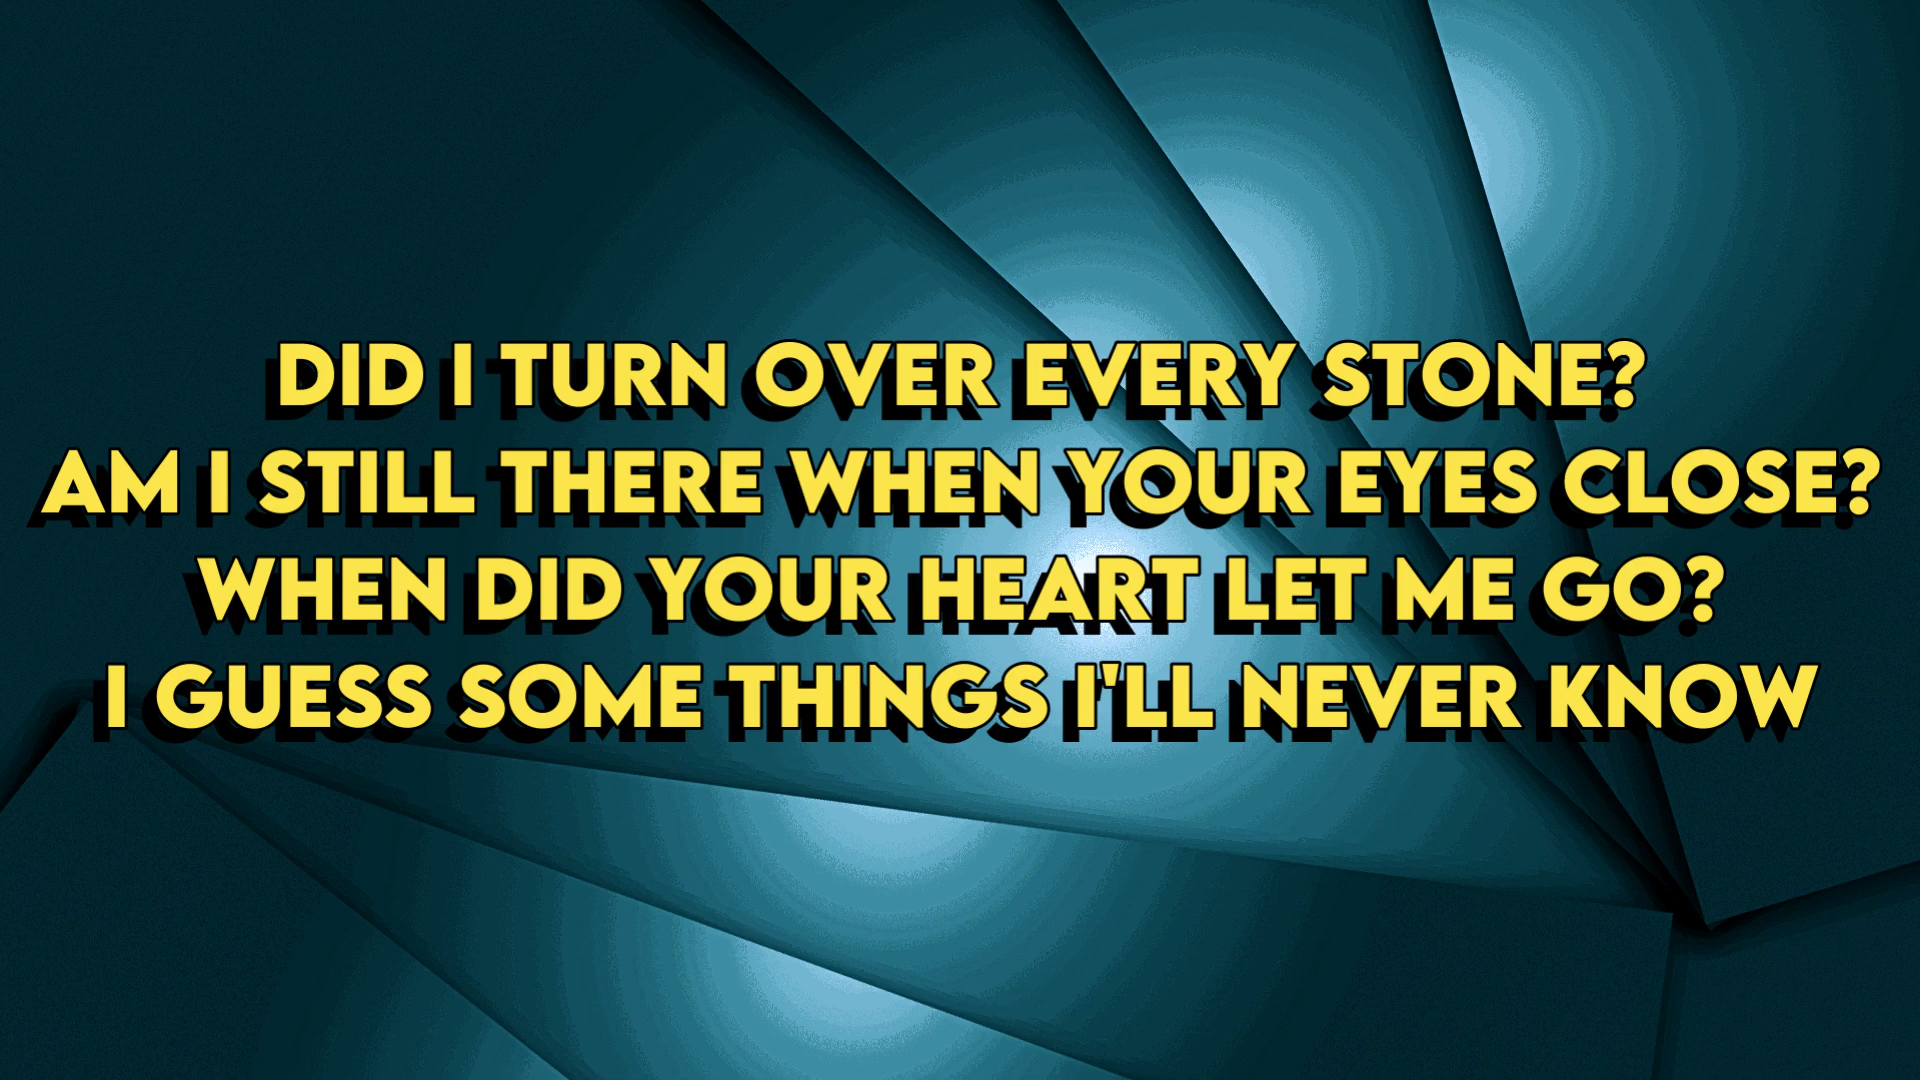 DID I TURN OVER EVERY STONE?
AM I STILL THERE WHEN YOUR EYES CLOSE?
WHEN DID YOUR HEART LET ME GO?
I GUESS SOME THINGS I'LL NEVER KNOW